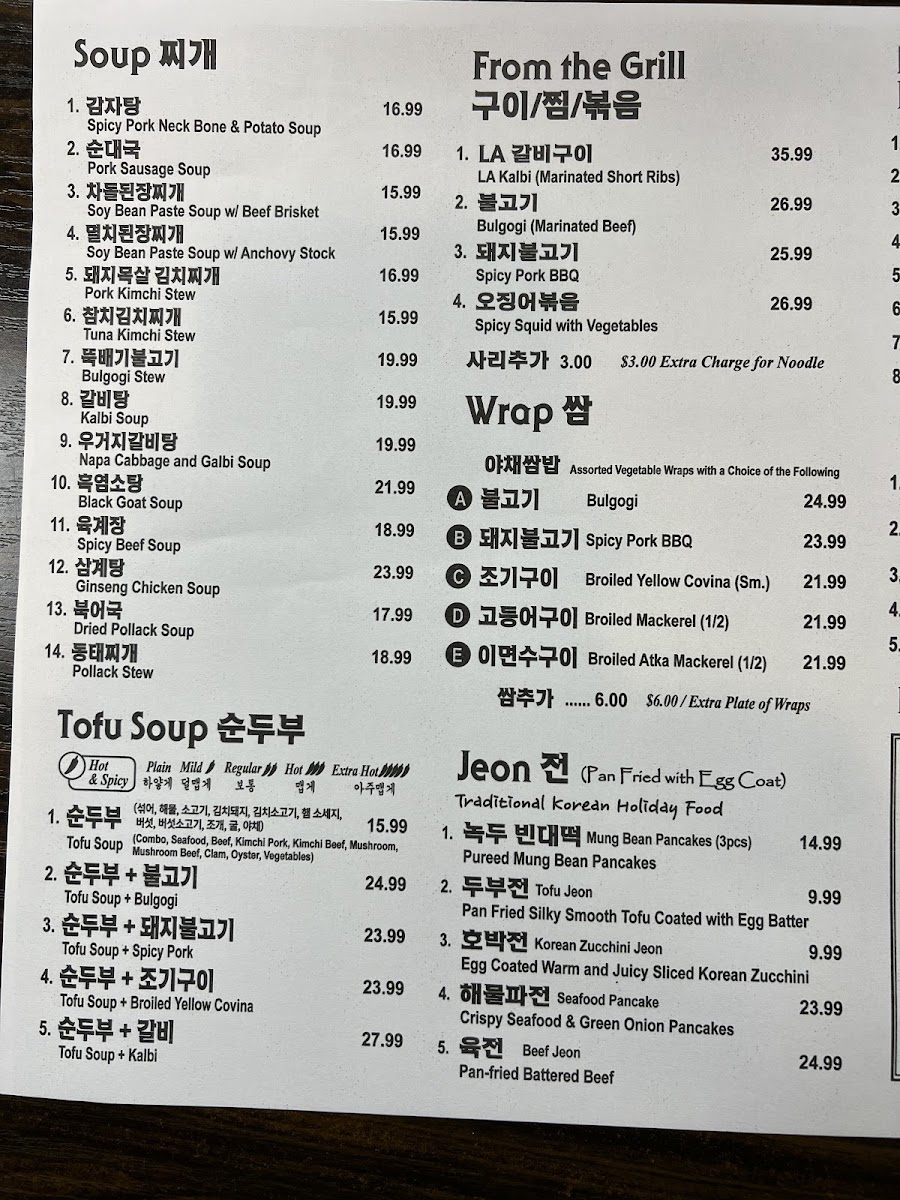 Soup 찌개
1. 감자탕 16.99
Spicy Pork Neck Bone & Potato Soup
2. 순대국 16.99
Pork Sausage Soup
3. 차돌된장찌개 15.99
Soy Bean Paste Soup w/ Beef Brisket
4. 멸치된장찌개 15.99
Soy Bean Paste Soup w/ Anchovy Stock
5. 돼지목살 김치찌개 16.99
Pork Kimchi Stew
6. 참치김치찌개 15.99
Tuna Kimchi Stew
7. 뚝배기불고기 19.99
Bulgogi Stew
8. 갈비탕 19.99
Kalbi Soup
9. 우거지갈비탕 19.99
Napa Cabbage and Galbi Soup
10. 흑염소탕 21.99
Black Goat Soup
11. 육계장 18.99
Spicy Beef Soup
12. 삼계탕 23.99
Ginseng Chicken Soup
13. 북어국 17.99
Dried Pollack Soup
14. 동태찌개 18.99
Pollack Stew
Tofu Soup 순두부
Hot & Spicy
Plain Mild Regular Hot Extra Hot
하얗게 덜맵게 보통 맵게 아주맵게
1. 순두부 (섞어, 해물, 소고기, 김치돼지, 김치소고기, 햄 소세지,
버섯, 버섯소고기, 조개, 굴, 야채) 15.99
Tofu Soup (Combo, Seafood, Beef, Kimchi Pork, Kimchi Beef, Mushroom,
Mushroom Beef, Clam, Oyster, Vegetables)
2. 순두부 + 불고기 24.99
Tofu Soup + Bulgogi
3. 순두부 + 돼지불고기 23.99
Tofu Soup + Spicy Pork
4. 순두부 + 조기구이 23.99
Tofu Soup + Broiled Yellow Covina
5. 순두부 + 갈비 27.99
Tofu Soup + Kalbi
From the Grill
구이/찜/볶음
1. LA 갈비구이 35.99
LA Kalbi (Marinated Short Ribs)
2. 불고기 26.99
Bulgogi (Marinated Beef)
3. 돼지불고기 25.99
Spicy Pork BBQ
4. 오징어볶음 26.99
Spicy Squid with Vegetables
사리추가 3.00 $3.00 Extra Charge for Noodle
Wrap 쌈
야채쌈밥 Assorted Vegetable Wraps with a Choice of the Following
A 불고기 Bulgogi 24.99
B 돼지불고기 Spicy Pork BBQ 23.99
C 조기구이 Broiled Yellow Covina (Sm.) 21.99
D 고등어구이 Broiled Mackerel (1/2) 21.99
E 이면수구이 Broiled Atka Mackerel (1/2) 21.99
쌈추가 ...... 6.00 $6.00 / Extra Plate of Wraps
Jeon 전 (Pan Fried with Egg Coat)
Traditional Korean Holiday Food
1. 녹두 빈대떡 Mung Bean Pancakes (3pcs) 14.99
Pureed Mung Bean Pancakes
2. 두부전 Tofu Jeon 9.99
Pan Fried Silky Smooth Tofu Coated with Egg Batter
3. 호박전 Korean Zucchini Jeon 9.99
Egg Coated Warm and Juicy Sliced Korean Zucchini
4. 해물파전 Seafood Pancake 23.99
Crispy Seafood & Green Onion Pancakes
5. 육전 Beef Jeon 24.99
Pan-fried Battered Beef
1.
2
3
4
5
6
7
8
1.
2.
3.
4.
5.